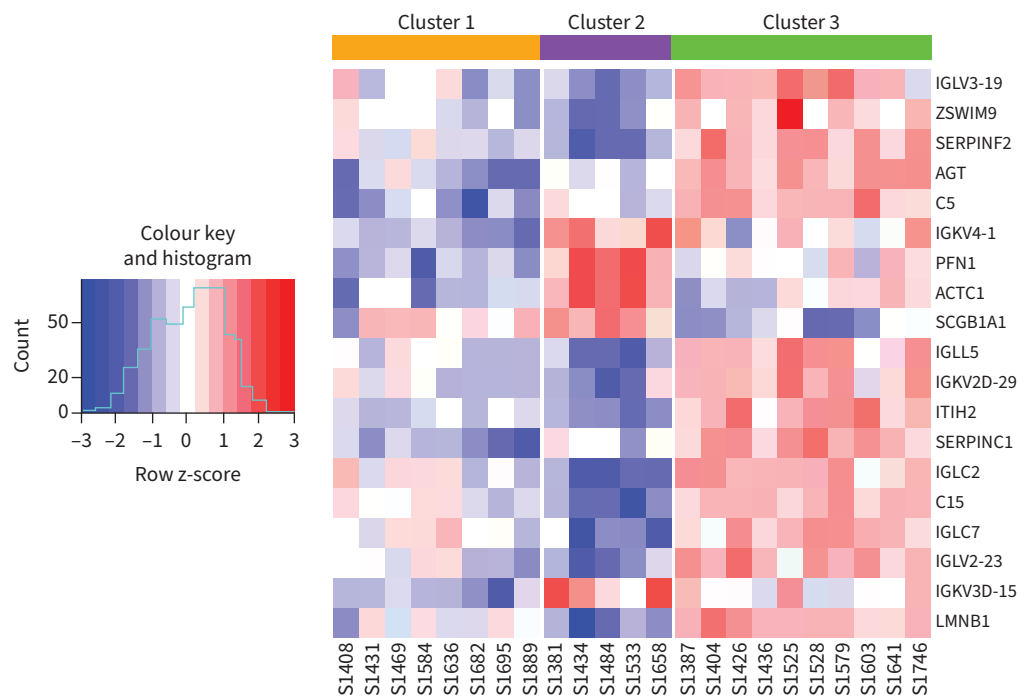 Cluster 1 Cluster 2 Cluster 3
IGLV3-19
ZSWIM9
SERPINF2
AGT
C5
IGKV4-1
PFN1
ACTC1
SCGB1A1
IGLL5
IGKV2D-29
ITIH2
SERPINC1
IGLC2
C15
IGLC7
IGLV2-23
IGKV3D-15
LMNB1
Colour key
and histogram
Count
50
20
0
–3 –2 –1 0 1 2 3
Row z-score
S1408 S1431 S1469 S1584 S1636 S1682 S1695 S1889 S1381 S1434 S1484 S1533 S1658 S1387 S1404 S1426 S1436 S1525 S1528 S1579 S1603 S1641 S1746